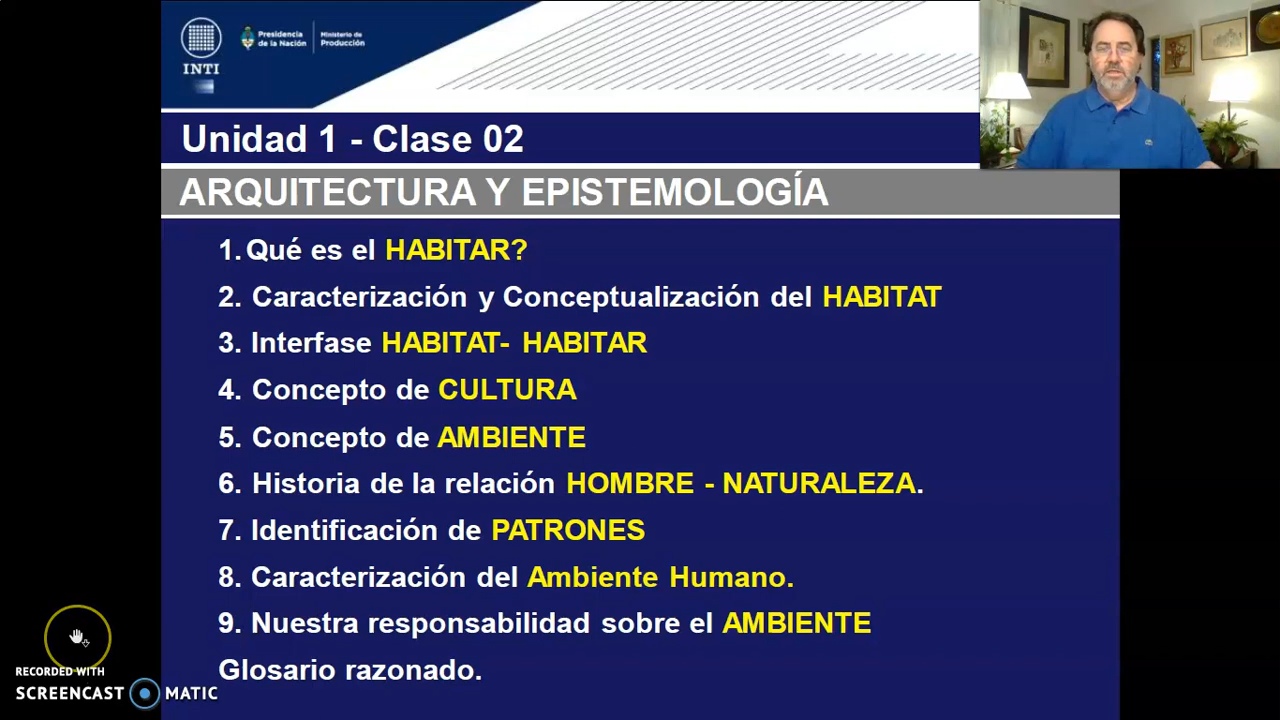 INTI
Presidencia
de la Nación
Ministerio de
Producción
Unidad 1 - Clase 02
ARQUITECTURA Y EPISTEMOLOGÍA
1. Qué es el HABITAR?
2. Caracterización y Conceptualización del HABITAT
3. Interfase HABITAT- HABITAR
4. Concepto de CULTURA
5. Concepto de AMBIENTE
6. Historia de la relación HOMBRE - NATURALEZA.
7. Identificación de PATRONES
8. Caracterización del Ambiente Humano.
9. Nuestra responsabilidad sobre el AMBIENTE
Glosario razonado.
RECORDED WITH
SCREENCAST MATIC